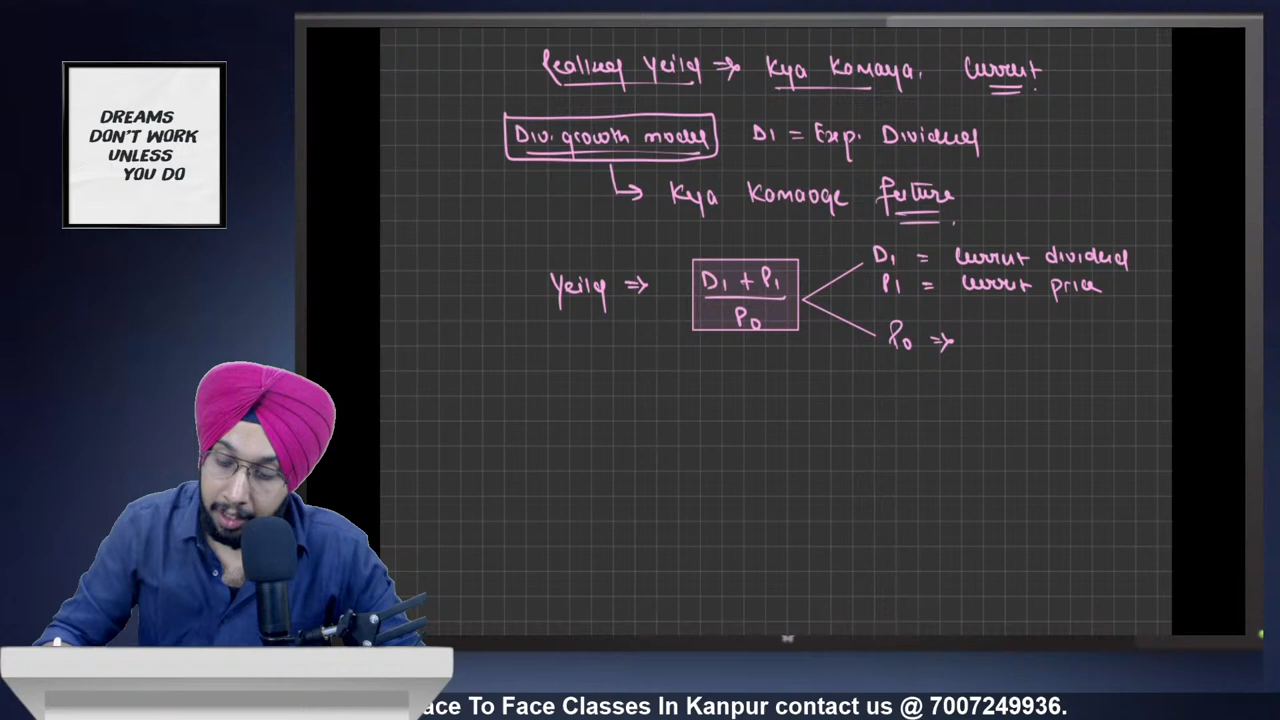 DREAMS
DON'T WORK
UNLESS
YOU DO
Realised Yeild ⇒ Kya Kamaya. Current
Div. growth model D1 = Exp. Dividend
↳ Kya Kamaoge future
Yeild ⇒ D1 + P1 / P0
D1 = current dividend
P1 = current price
P0 ⇒
ace To Face Classes In Kanpur contact us @ 7007249936.